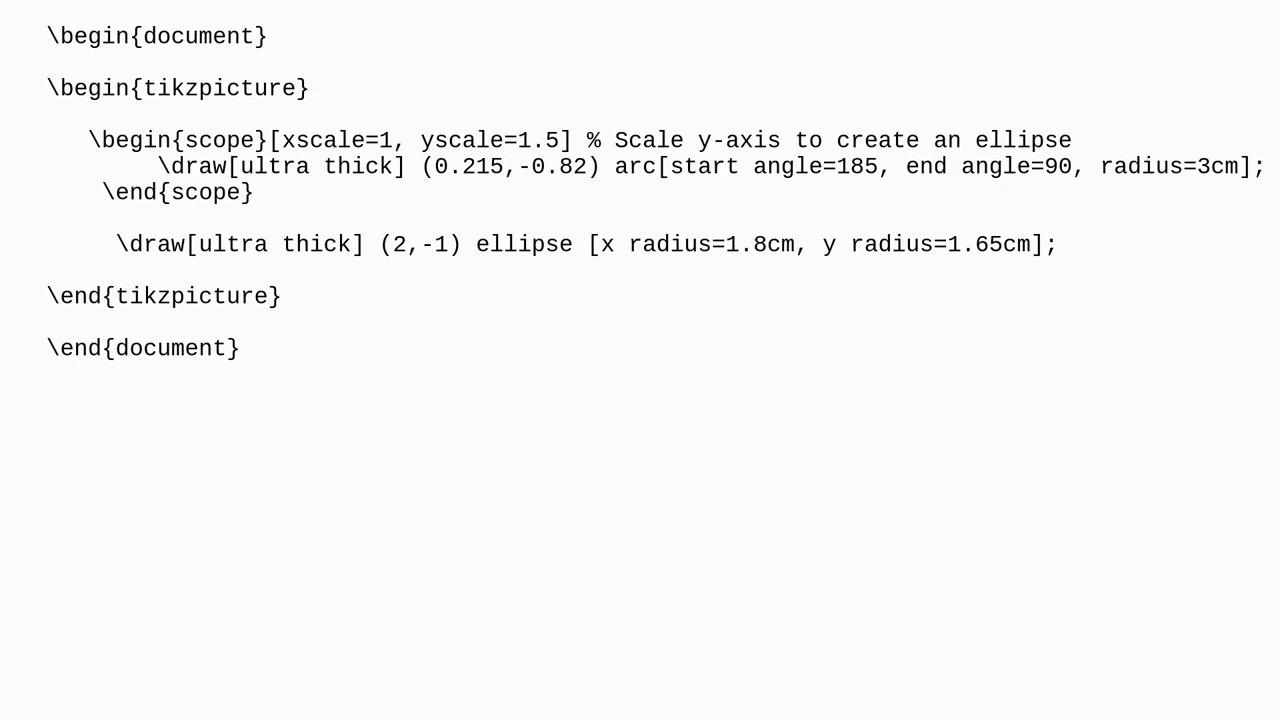 \begin{document}
\begin{tikzpicture}
\begin{scope}[xscale=1, yscale=1.5] % Scale y-axis to create an ellipse
\draw[ultra thick] (0.215,-0.82) arc[start angle=185, end angle=90, radius=3cm];
\end{scope}
\draw[ultra thick] (2,-1) ellipse [x radius=1.8cm, y radius=1.65cm];
\end{tikzpicture}
\end{document}